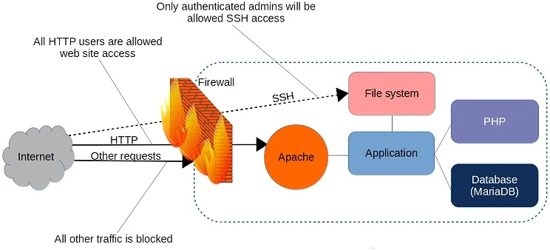 Only authenticated admins will be
allowed SSH access
All HTTP users are allowed
web site access
Firewall
SSH
File system
PHP
HTTP
Internet
Other requests
Apache
Application
Database
(MariaDB)
All other traffic is blocked